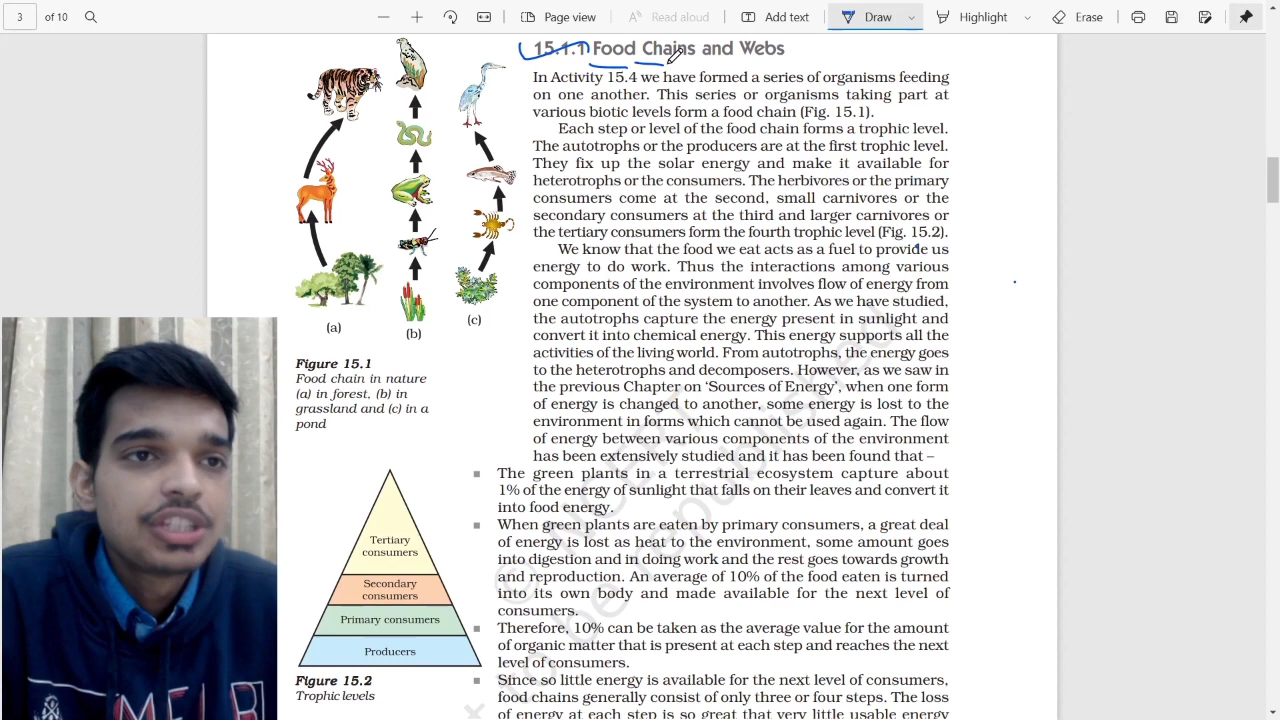 3 of 10
Page view
Read aloud
Add text
Draw
Highlight
Erase
15.1.1 Food Chains and Webs
In Activity 15.4 we have formed a series of organisms feeding
on one another. This series or organisms taking part at
various biotic levels form a food chain (Fig. 15.1).
Each step or level of the food chain forms a trophic level.
The autotrophs or the producers are at the first trophic level.
They fix up the solar energy and make it available for
heterotrophs or the consumers. The herbivores or the primary
consumers come at the second, small carnivores or the
secondary consumers at the third and larger carnivores or
the tertiary consumers form the fourth trophic level (Fig. 15.2).
We know that the food we eat acts as a fuel to provide us
energy to do work. Thus the interactions among various
components of the environment involves flow of energy from
one component of the system to another. As we have studied,
the autotrophs capture the energy present in sunlight and
convert it into chemical energy. This energy supports all the
activities of the living world. From autotrophs, the energy goes
to the heterotrophs and decomposers. However, as we saw in
the previous Chapter on ‘Sources of Energy’, when one form
of energy is changed to another, some energy is lost to the
environment in forms which cannot be used again. The flow
of energy between various components of the environment
has been extensively studied and it has been found that –
The green plants in a terrestrial ecosystem capture about
1% of the energy of sunlight that falls on their leaves and convert it
into food energy.
When green plants are eaten by primary consumers, a great deal
of energy is lost as heat to the environment, some amount goes
into digestion and in doing work and the rest goes towards growth
and reproduction. An average of 10% of the food eaten is turned
into its own body and made available for the next level of
consumers.
Therefore, 10% can be taken as the average value for the amount
of organic matter that is present at each step and reaches the next
level of consumers.
Since so little energy is available for the next level of consumers,
food chains generally consist of only three or four steps. The loss
of energy at each step is so great that very little usable energy
(a)
(b)
(c)
Figure 15.1
Food chain in nature
(a) in forest, (b) in
grassland and (c) in a
pond
Tertiary
consumers
Secondary
consumers
Primary consumers
Producers
Figure 15.2
Trophic levels
© NCERT
to be republished